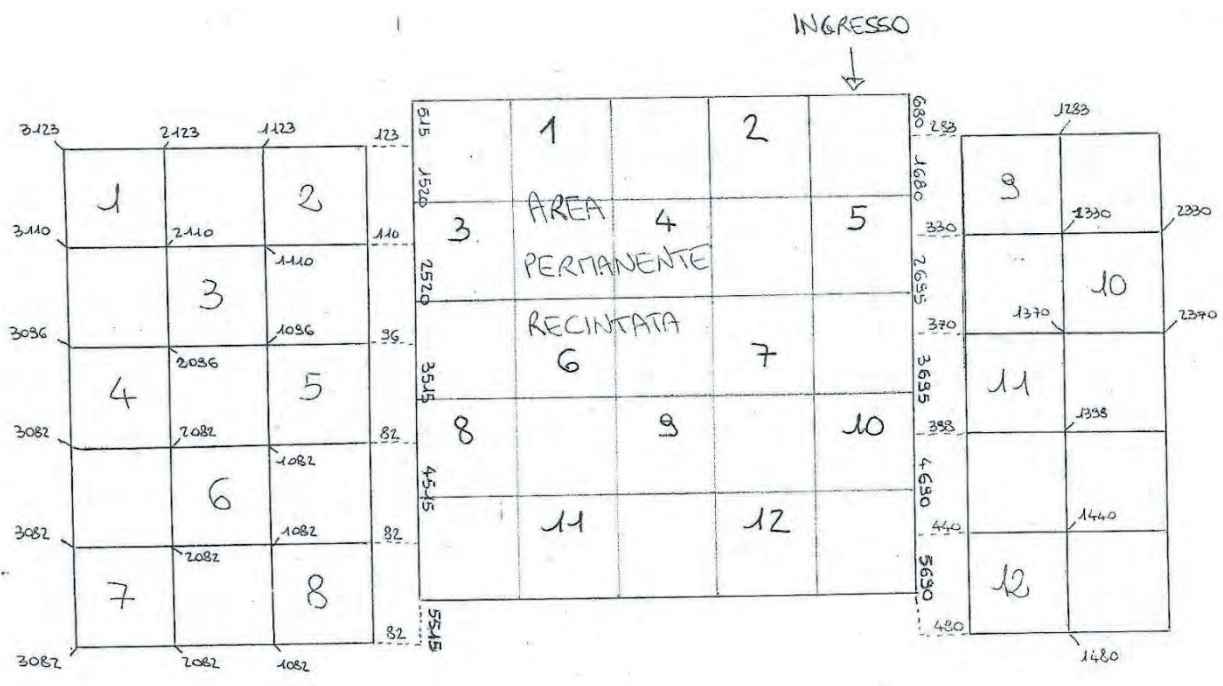 INGRESSO
3123 2123 1123 123
1 2
3110 2110 1110 110
3
3096 2096 1096 96
4 5
3082 2082 1082 82
6
3082 2082 1082 82
7 8
3082 2082 1082 82
515 680
1 2
1520 1680
AREA
3 4 5
PERMANENTE
2520 2695
RECINTATA
6 7
3515 3695
8 9 10
4515 4690
11 12
5515 5690
283 1283
9
330 1330 2330
10
370 1370 2370
11
398 1398
440 1440
12
480 1480